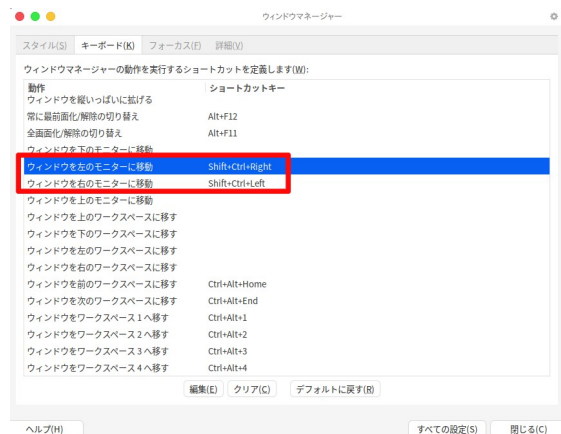 ウィンドウマネージャー
スタイル(S) キーボード(K) フォーカス(F) 詳細(V)
ウィンドウマネージャーの動作を実行するショートカットを定義します(W):
動作 ショートカットキー
ウィンドウを縦いっぱいに拡げる
常に最前面化/解除の切り替え Alt+F12
全画面化/解除の切り替え Alt+F11
ウィンドウを下のモニターに移動
ウィンドウを左のモニターに移動 Shift+Ctrl+Right
ウィンドウを右のモニターに移動 Shift+Ctrl+Left
ウィンドウを上のモニターに移動
ウィンドウを上のワークスペースに移す
ウィンドウを下のワークスペースに移す
ウィンドウを左のワークスペースに移す
ウィンドウを右のワークスペースに移す
ウィンドウを前のワークスペースに移す Ctrl+Alt+Home
ウィンドウを次のワークスペースに移す Ctrl+Alt+End
ウィンドウをワークスペース 1 へ移す Ctrl+Alt+1
ウィンドウをワークスペース 2 へ移す Ctrl+Alt+2
ウィンドウをワークスペース 3 へ移す Ctrl+Alt+3
ウィンドウをワークスペース 4 へ移す Ctrl+Alt+4
編集(E) クリア(C) デフォルトに戻す(R)
ヘルプ(H) すべての設定(S) 閉じる(C)